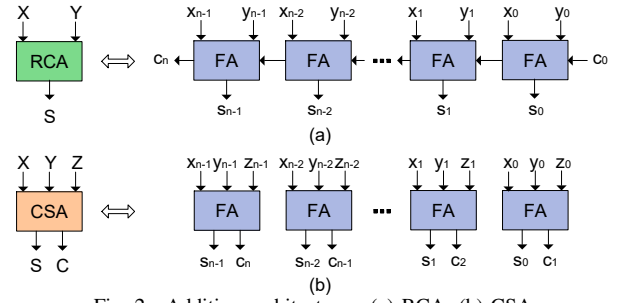 X Y xn-1 yn-1 xn-2 yn-2 x1 y1 x0 y0
RCA cn FA FA ... FA FA c0
S sn-1 sn-2 s1 s0
(a)
X Y Z xn-1 yn-1 zn-1 xn-2 yn-2 zn-2 x1 y1 z1 x0 y0 z0
CSA FA FA ... FA FA
S C sn-1 cn sn-2 cn-1 s1 c2 s0 c1
(b)